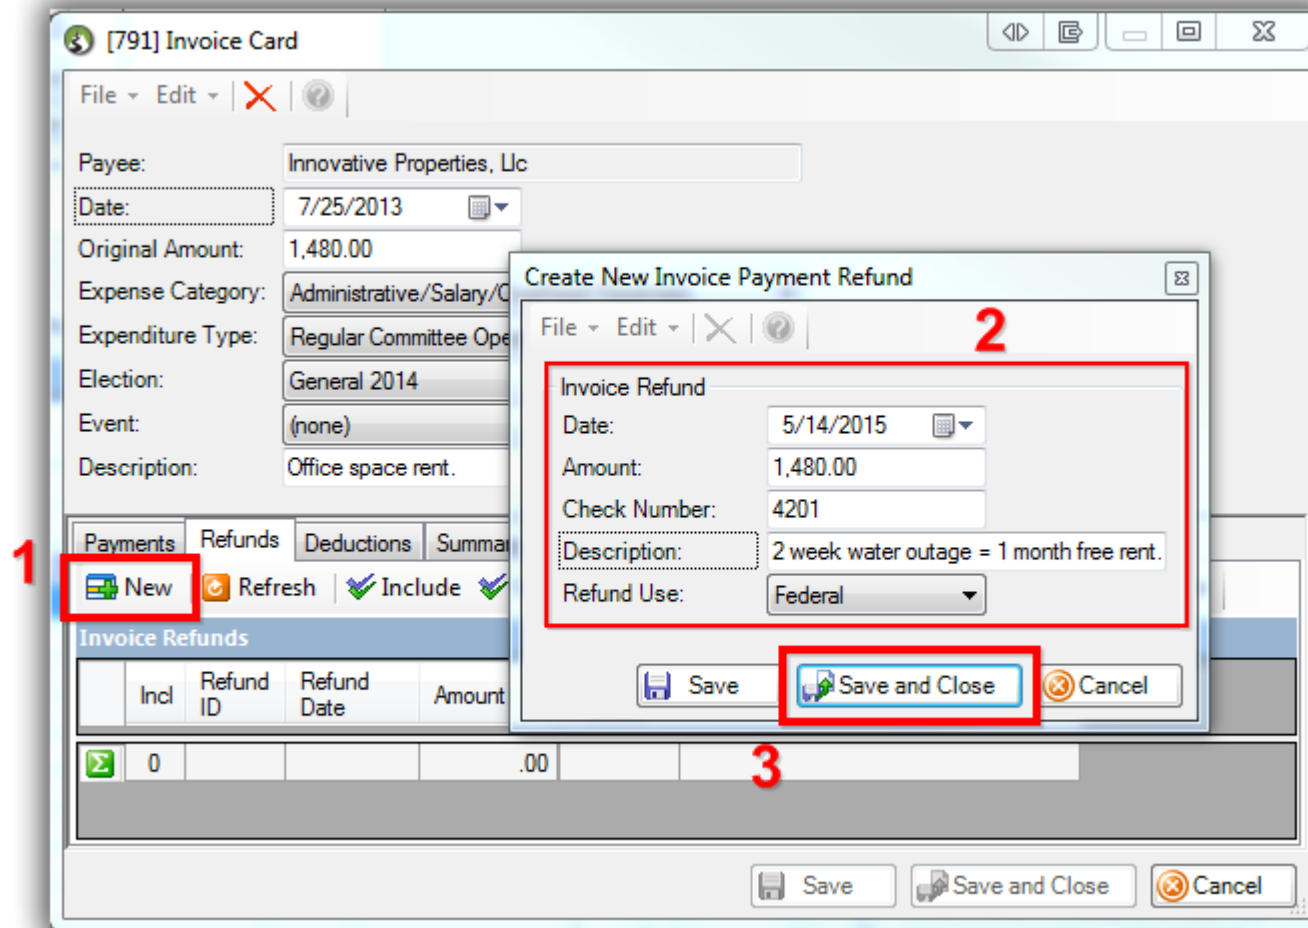 [791] Invoice Card
File Edit
Payee: Innovative Properties, Llc
Date: 7/25/2013
Original Amount: 1,480.00
Expense Category: Administrative/Salary/O
Expenditure Type: Regular Committee Ope
Election: General 2014
Event: (none)
Description: Office space rent.
Create New Invoice Payment Refund
File Edit
2
Invoice Refund
Date: 5/14/2015
Amount: 1,480.00
Check Number: 4201
Description: 2 week water outage = 1 month free rent.
Refund Use: Federal
Save Save and Close Cancel
3
1
Payments Refunds Deductions Summar
New Refresh Include
Invoice Refunds
Incl Refund ID Refund Date Amount
Σ 0 .00
Save Save and Close Cancel